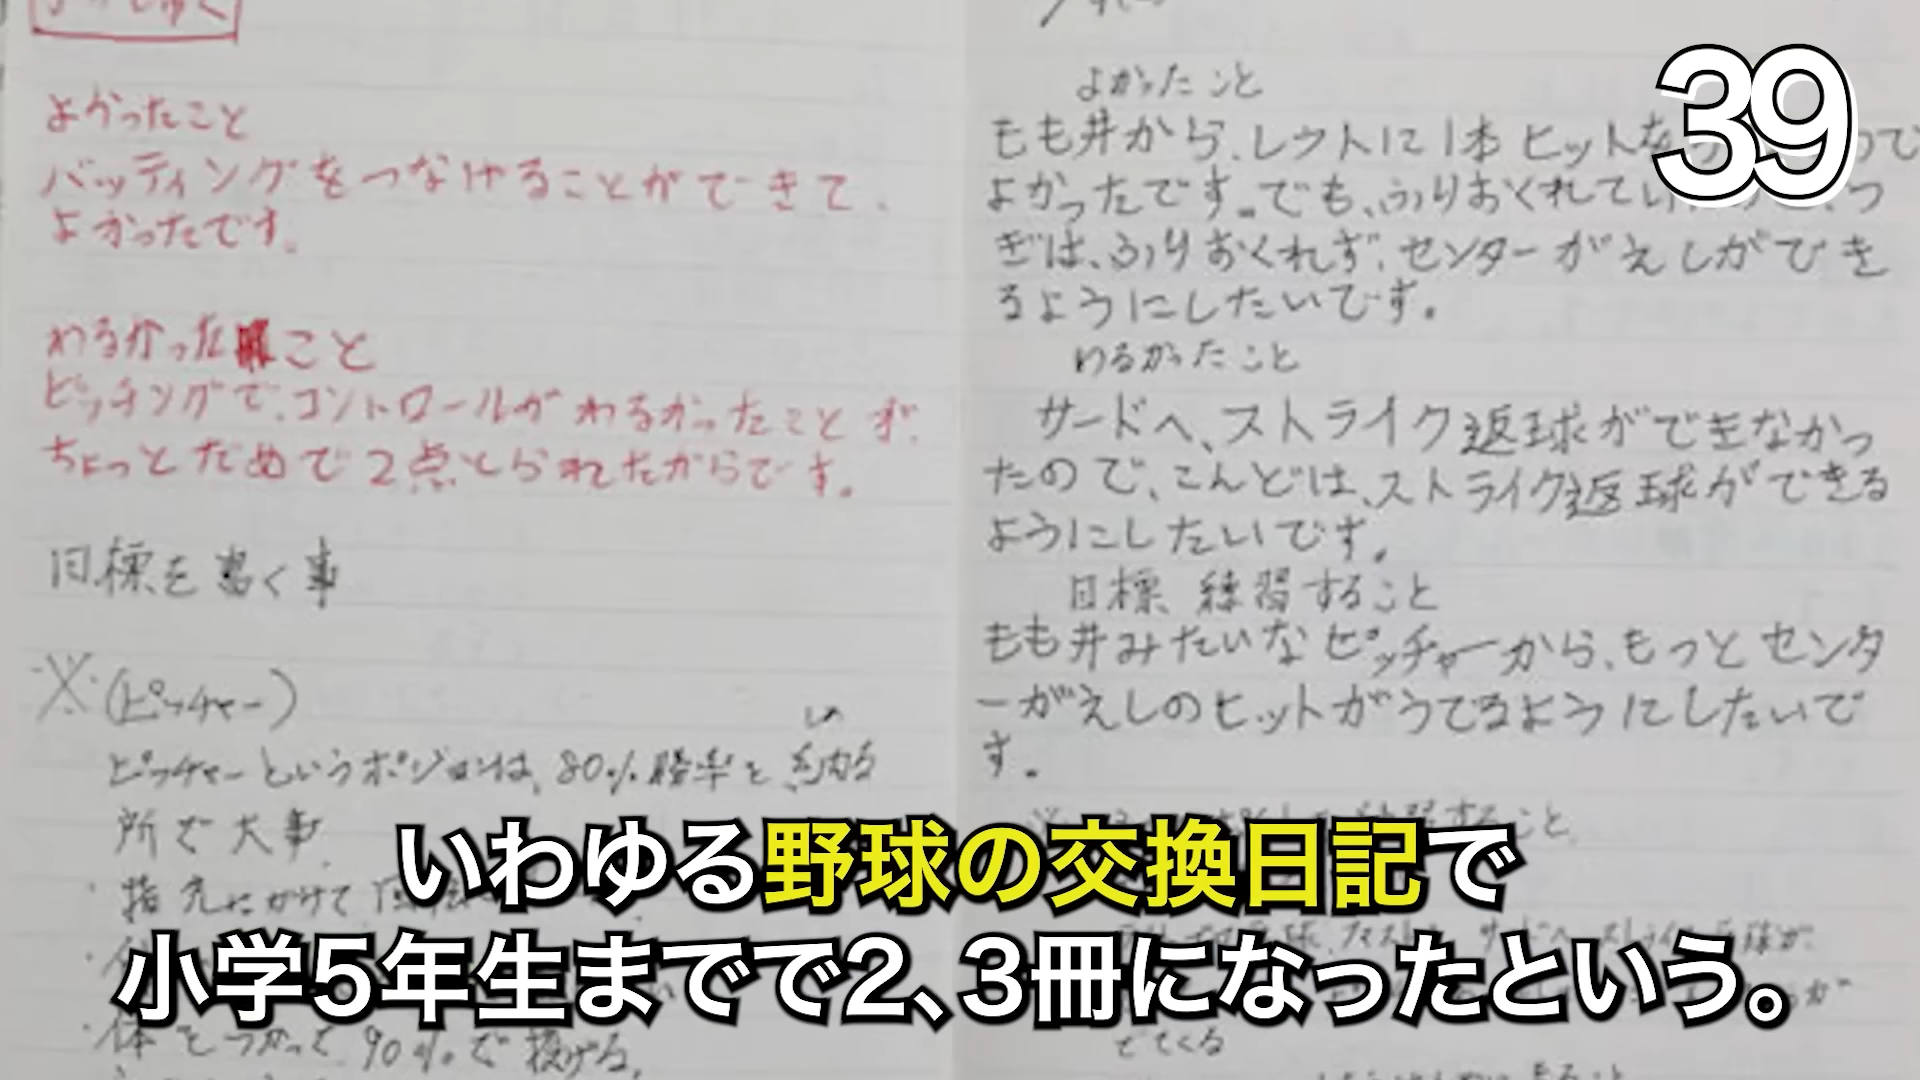 よかったこと
バッティングをつなげることができて、
よかったです。
わるかったこと
ピッチングで、コントロールがわるかったことが、
ちょっとだめで2点とられたからです。
目標を書く事
※(ピッチャー)
ピッチャーというポジョンは、80%勝率を
しめ
所で大事
指先にかけて
体をつかって90%で投げる。
よかったこと
もも井から、レフトに1本ヒットを
よかったです。でも、ふりおくれてい つ
ぎは、ふりおくれず、センターがえしができ
るようにしたいです。
わるかったこと
サードへ、ストライク返球ができなかっ
たので、こんどは、ストライク返球ができる
ようにしたいです。
目標、練習すること
もも井みたいなピッチャーから、もっとセンタ
ーがえしのヒットがうてるようにしたいで
す。
すること
でてくる
39
いわゆる野球の交換日記で
小学5年生までで2、3冊になったという。